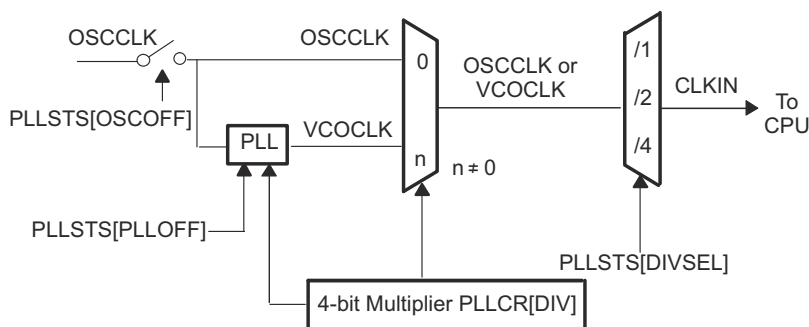 OSCCLK
OSCCLK
0
OSCCLK or
VCOCLK
/1
/2
/4
CLKIN
To
CPU
PLLSTS[OSCOFF]
PLL
VCOCLK
n
n ≠ 0
PLLSTS[PLLOFF]
PLLSTS[DIVSEL]
4-bit Multiplier PLLCR[DIV]